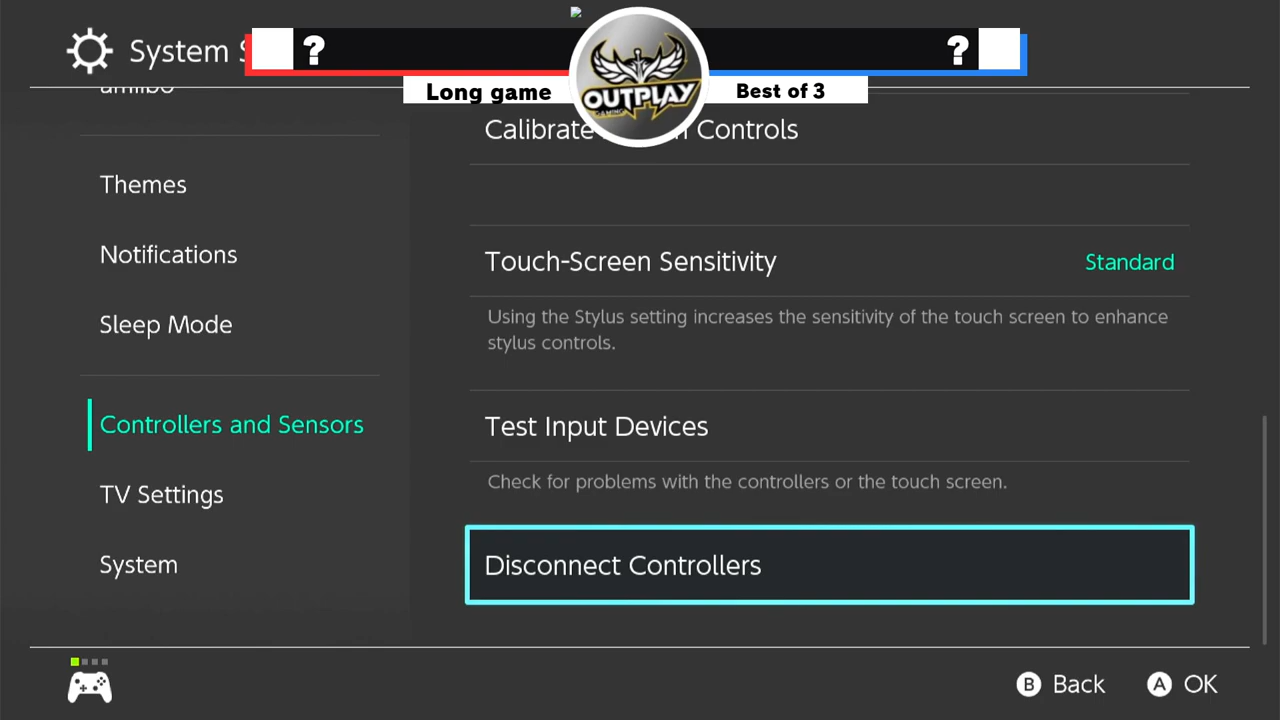 System S
?
?
Long game
OUTPLAY
GAMING
Best of 3
amiibo
Themes
Notifications
Sleep Mode
Controllers and Sensors
TV Settings
System
Calibrate n Controls
Touch-Screen Sensitivity
Standard
Using the Stylus setting increases the sensitivity of the touch screen to enhance
stylus controls.
Test Input Devices
Check for problems with the controllers or the touch screen.
Disconnect Controllers
B Back
A OK